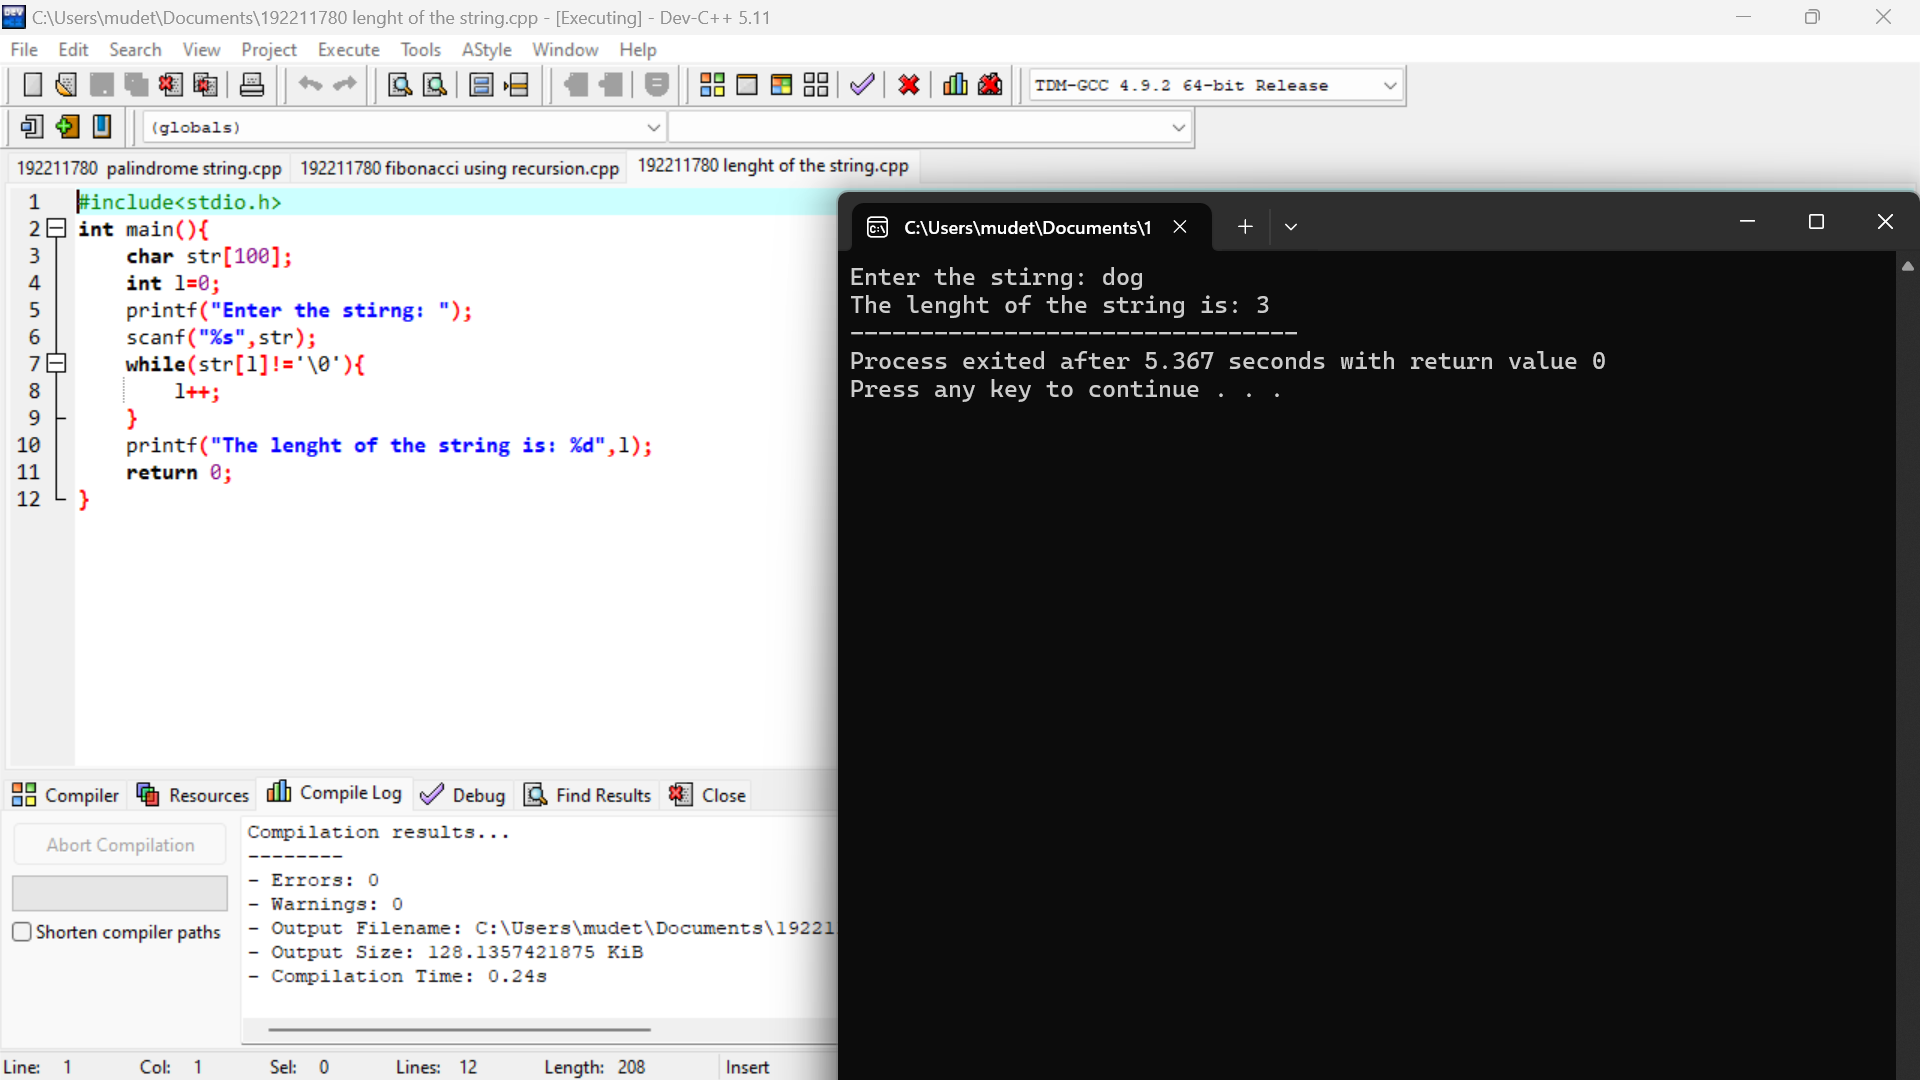 C:\Users\mudet\Documents\192211780 lenght of the string.cpp - [Executing] - Dev-C++ 5.11
File Edit Search View Project Execute Tools AStyle Window Help
TDM-GCC 4.9.2 64-bit Release
(globals)
192211780 palindrome string.cpp 192211780 fibonacci using recursion.cpp 192211780 lenght of the string.cpp
1 #include<stdio.h>
2 int main(){
3 char str[100];
4 int l=0;
5 printf("Enter the stirng: ");
6 scanf("%s",str);
7 while(str[l]!='\0'){
8 l++;
9 }
10 printf("The lenght of the string is: %d",l);
11 return 0;
12 }
C:\Users\mudet\Documents\1
Enter the stirng: dog
The lenght of the string is: 3
--------------------------------
Process exited after 5.367 seconds with return value 0
Press any key to continue . . .
Compiler Resources Compile Log Debug Find Results Close
Abort Compilation
Shorten compiler paths
Compilation results...
--------
- Errors: 0
- Warnings: 0
- Output Filename: C:\Users\mudet\Documents\19221
- Output Size: 128.1357421875 KiB
- Compilation Time: 0.24s
Line: 1 Col: 1 Sel: 0 Lines: 12 Length: 208 Insert